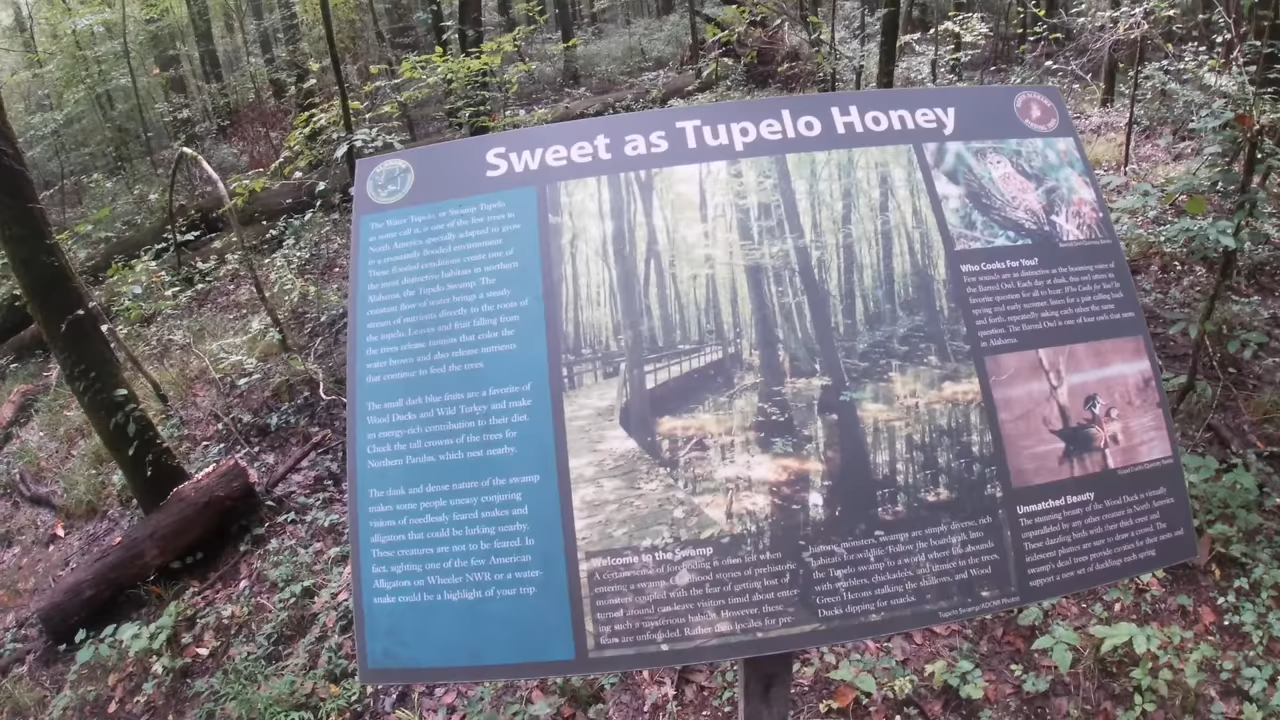 Sweet as Tupelo Honey
The Water Tupelo, or Swamp Tupelo
as some call it, is one of the few trees in
North America specially adapted to grow
in a constantly flooded environment.
These flooded conditions create one of
the most distinctive habitats in northern
Alabama, the Tupelo Swamp. The
constant flow of water brings a steady
stream of nutrients directly to the roots of
the tupelo. Leaves and fruit falling from
the trees release tannins that color the
water brown and also release nutrients
that continue to feed the trees.
The small dark blue fruits are a favorite of
Wood Ducks and Wild Turkey and make
an energy-rich contribution to their diet.
Check the tall crowns of the trees for
Northern Parulas, which nest nearby.
The dank and dense nature of the swamp
makes some people uneasy conjuring
visions of needlessly feared snakes and
alligators that could be lurking nearby.
These creatures are not to be feared. In
fact, sighting one of the few American
Alligators on Wheeler NWR or a water-
snake could be a highlight of your trip.
Welcome to the Swamp
A certain sense of foreboding is often felt when
entering a swamp. Childhood stories of prehistoric
monsters coupled with the fear of getting lost or
turned around can leave visitors timid about enter-
ing such a mysterious habitat. However, these
fears are unfounded. Rather than locales for pre-
historic monsters, swamps are simply diverse, rich
habitats for wildlife. Follow the boardwalk into
the Tupelo swamp to a world where life abounds
with warblers, chickadees, and titmice in the trees,
Green Herons stalking the shallows, and Wood
Ducks dipping for snacks.
Tupelo Swamp/ADCNR Photo
Barred Owl
Who Cooks For You?
Few sounds are as distinctive as the booming voice of
the Barred Owl. Each day at dusk, this owl utters its
favorite question for all to hear: Who Cooks for You? In
spring and early summer, listen for a pair calling back
and forth, repeatedly asking each other the same
question. The Barred Owl is one of four owls that nests
in Alabama.
Wood Ducks
Unmatched Beauty
The stunning beauty of the Wood Duck is virtually
unparalleled by any other creature in North America.
These dazzling birds with their thick crest and
iridescent plumes are sure to draw a crowd. The
swamp's dead trees provide cavities for their nests and
support a new set of ducklings each spring.